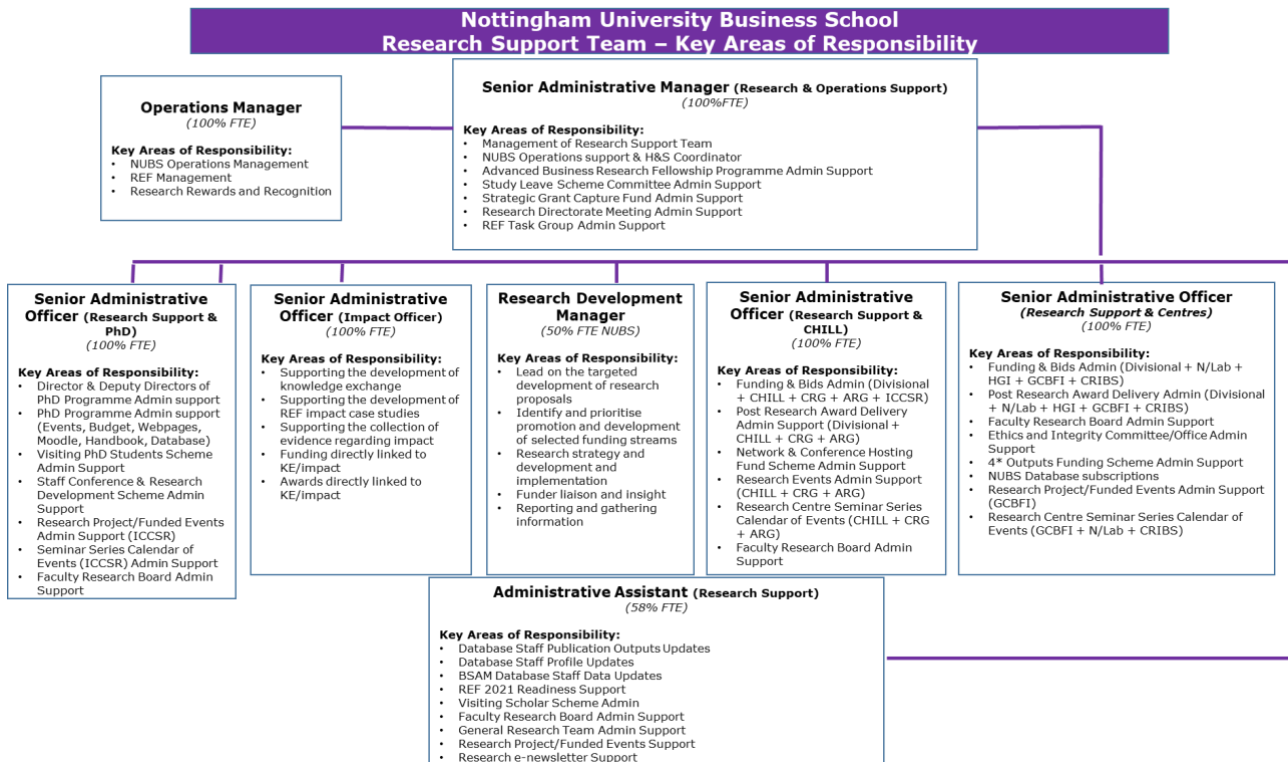 Nottingham University Business School
Research Support Team – Key Areas of Responsibility
Operations Manager
(100% FTE)
Key Areas of Responsibility:
• NUBS Operations Management
• REF Management
• Research Rewards and Recognition
Senior Administrative Manager (Research & Operations Support)
(100%FTE)
Key Areas of Responsibility:
• Management of Research Support Team
• NUBS Operations support & H&S Coordinator
• Advanced Business Research Fellowship Programme Admin Support
• Study Leave Scheme Committee Admin Support
• Strategic Grant Capture Fund Admin Support
• Research Directorate Meeting Admin Support
• REF Task Group Admin Support
Senior Administrative
Officer (Research Support &
PhD)
(100% FTE)
Key Areas of Responsibility:
• Director & Deputy Directors of
PhD Programme Admin support
• PhD Programme Admin support
(Events, Budget, Webpages,
Moodle, Handbook, Database)
• Visiting PhD Students Scheme
Admin Support
• Staff Conference & Research
Development Scheme Admin
Support
• Research Project/Funded Events
Admin Support (ICCSR)
• Seminar Series Calendar of
Events (ICCSR) Admin Support
• Faculty Research Board Admin
Support
Senior Administrative
Officer (Impact Officer)
(100% FTE)
Key Areas of Responsibility:
• Supporting the development of
knowledge exchange
• Supporting the development of
REF impact case studies
• Supporting the collection of
evidence regarding impact
• Funding directly linked to
KE/impact
• Awards directly linked to
KE/impact
Research Development
Manager
(50% FTE NUBS)
Key Areas of Responsibility:
• Lead on the targeted
development of research
proposals
• Identify and prioritise
promotion and development
of selected funding streams
• Research strategy and
development and
implementation
• Funder liaison and insight
• Reporting and gathering
information
Senior Administrative
Officer (Research Support &
CHILL)
(100% FTE)
Key Areas of Responsibility:
• Funding & Bids Admin (Divisional
+ CHILL + CRG + ARG + ICCSR)
• Post Research Award Delivery
Admin Support (Divisional +
CHILL + CRG + ARG)
• Network & Conference Hosting
Fund Scheme Admin Support
• Research Events Admin Support
(CHILL + CRG + ARG)
• Research Centre Seminar Series
Calendar of Events (CHILL + CRG
+ ARG)
• Faculty Research Board Admin
Support
Senior Administrative Officer
(Research Support & Centres)
(100% FTE)
Key Areas of Responsibility:
• Funding & Bids Admin (Divisional + N/Lab +
HGI + GCBFI + CRIBS)
• Post Research Award Delivery Admin (Divisional
+ N/Lab + HGI + GCBFI + CRIBS)
• Faculty Research Board Admin Support
• Ethics and Integrity Committee/Office Admin
Support
• 4* Outputs Funding Scheme Admin Support
• NUBS Database subscriptions
• Research Project/Funded Events Admin Support
(GCBFI)
• Research Centre Seminar Series Calendar of
Events (GCBFI + N/Lab + CRIBS)
Administrative Assistant (Research Support)
(58% FTE)
Key Areas of Responsibility:
• Database Staff Publication Outputs Updates
• Database Staff Profile Updates
• BSAM Database Staff Data Updates
• REF 2021 Readiness Support
• Visiting Scholar Scheme Admin
• Faculty Research Board Admin Support
• General Research Team Admin Support
• Research Project/Funded Events Support
• Research e-newsletter Support